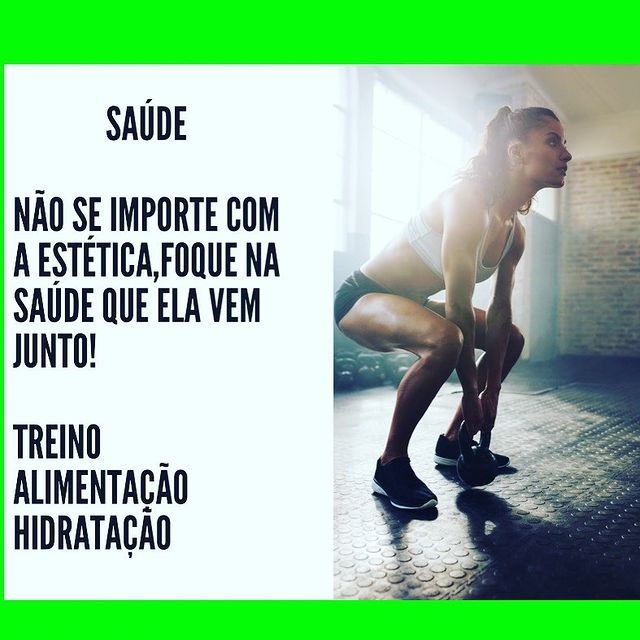 SAÚDE
NÃO SE IMPORTE COM
A ESTÉTICA,FOQUE NA
SAÚDE QUE ELA VEM
JUNTO!
TREINO
ALIMENTAÇÃO
HIDRATAÇÃO